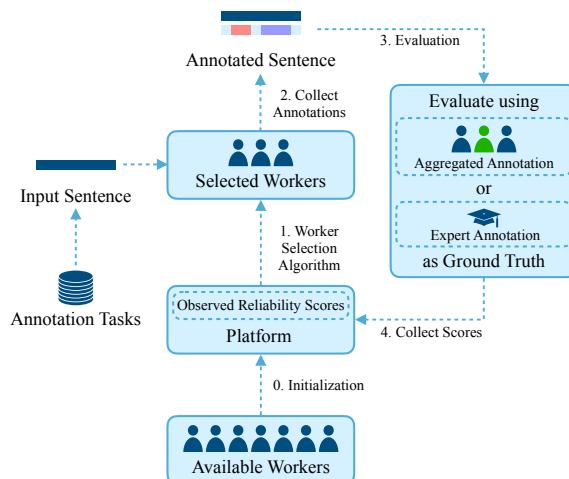 3. Evaluation
Annotated Sentence
2. Collect
Annotations
Evaluate using
Aggregated Annotation
or
Expert Annotation
as Ground Truth
Selected Workers
Input Sentence
1. Worker
Selection
Algorithm
Annotation Tasks
Observed Reliability Scores
Platform
4. Collect Scores
0. Initialization
Available Workers